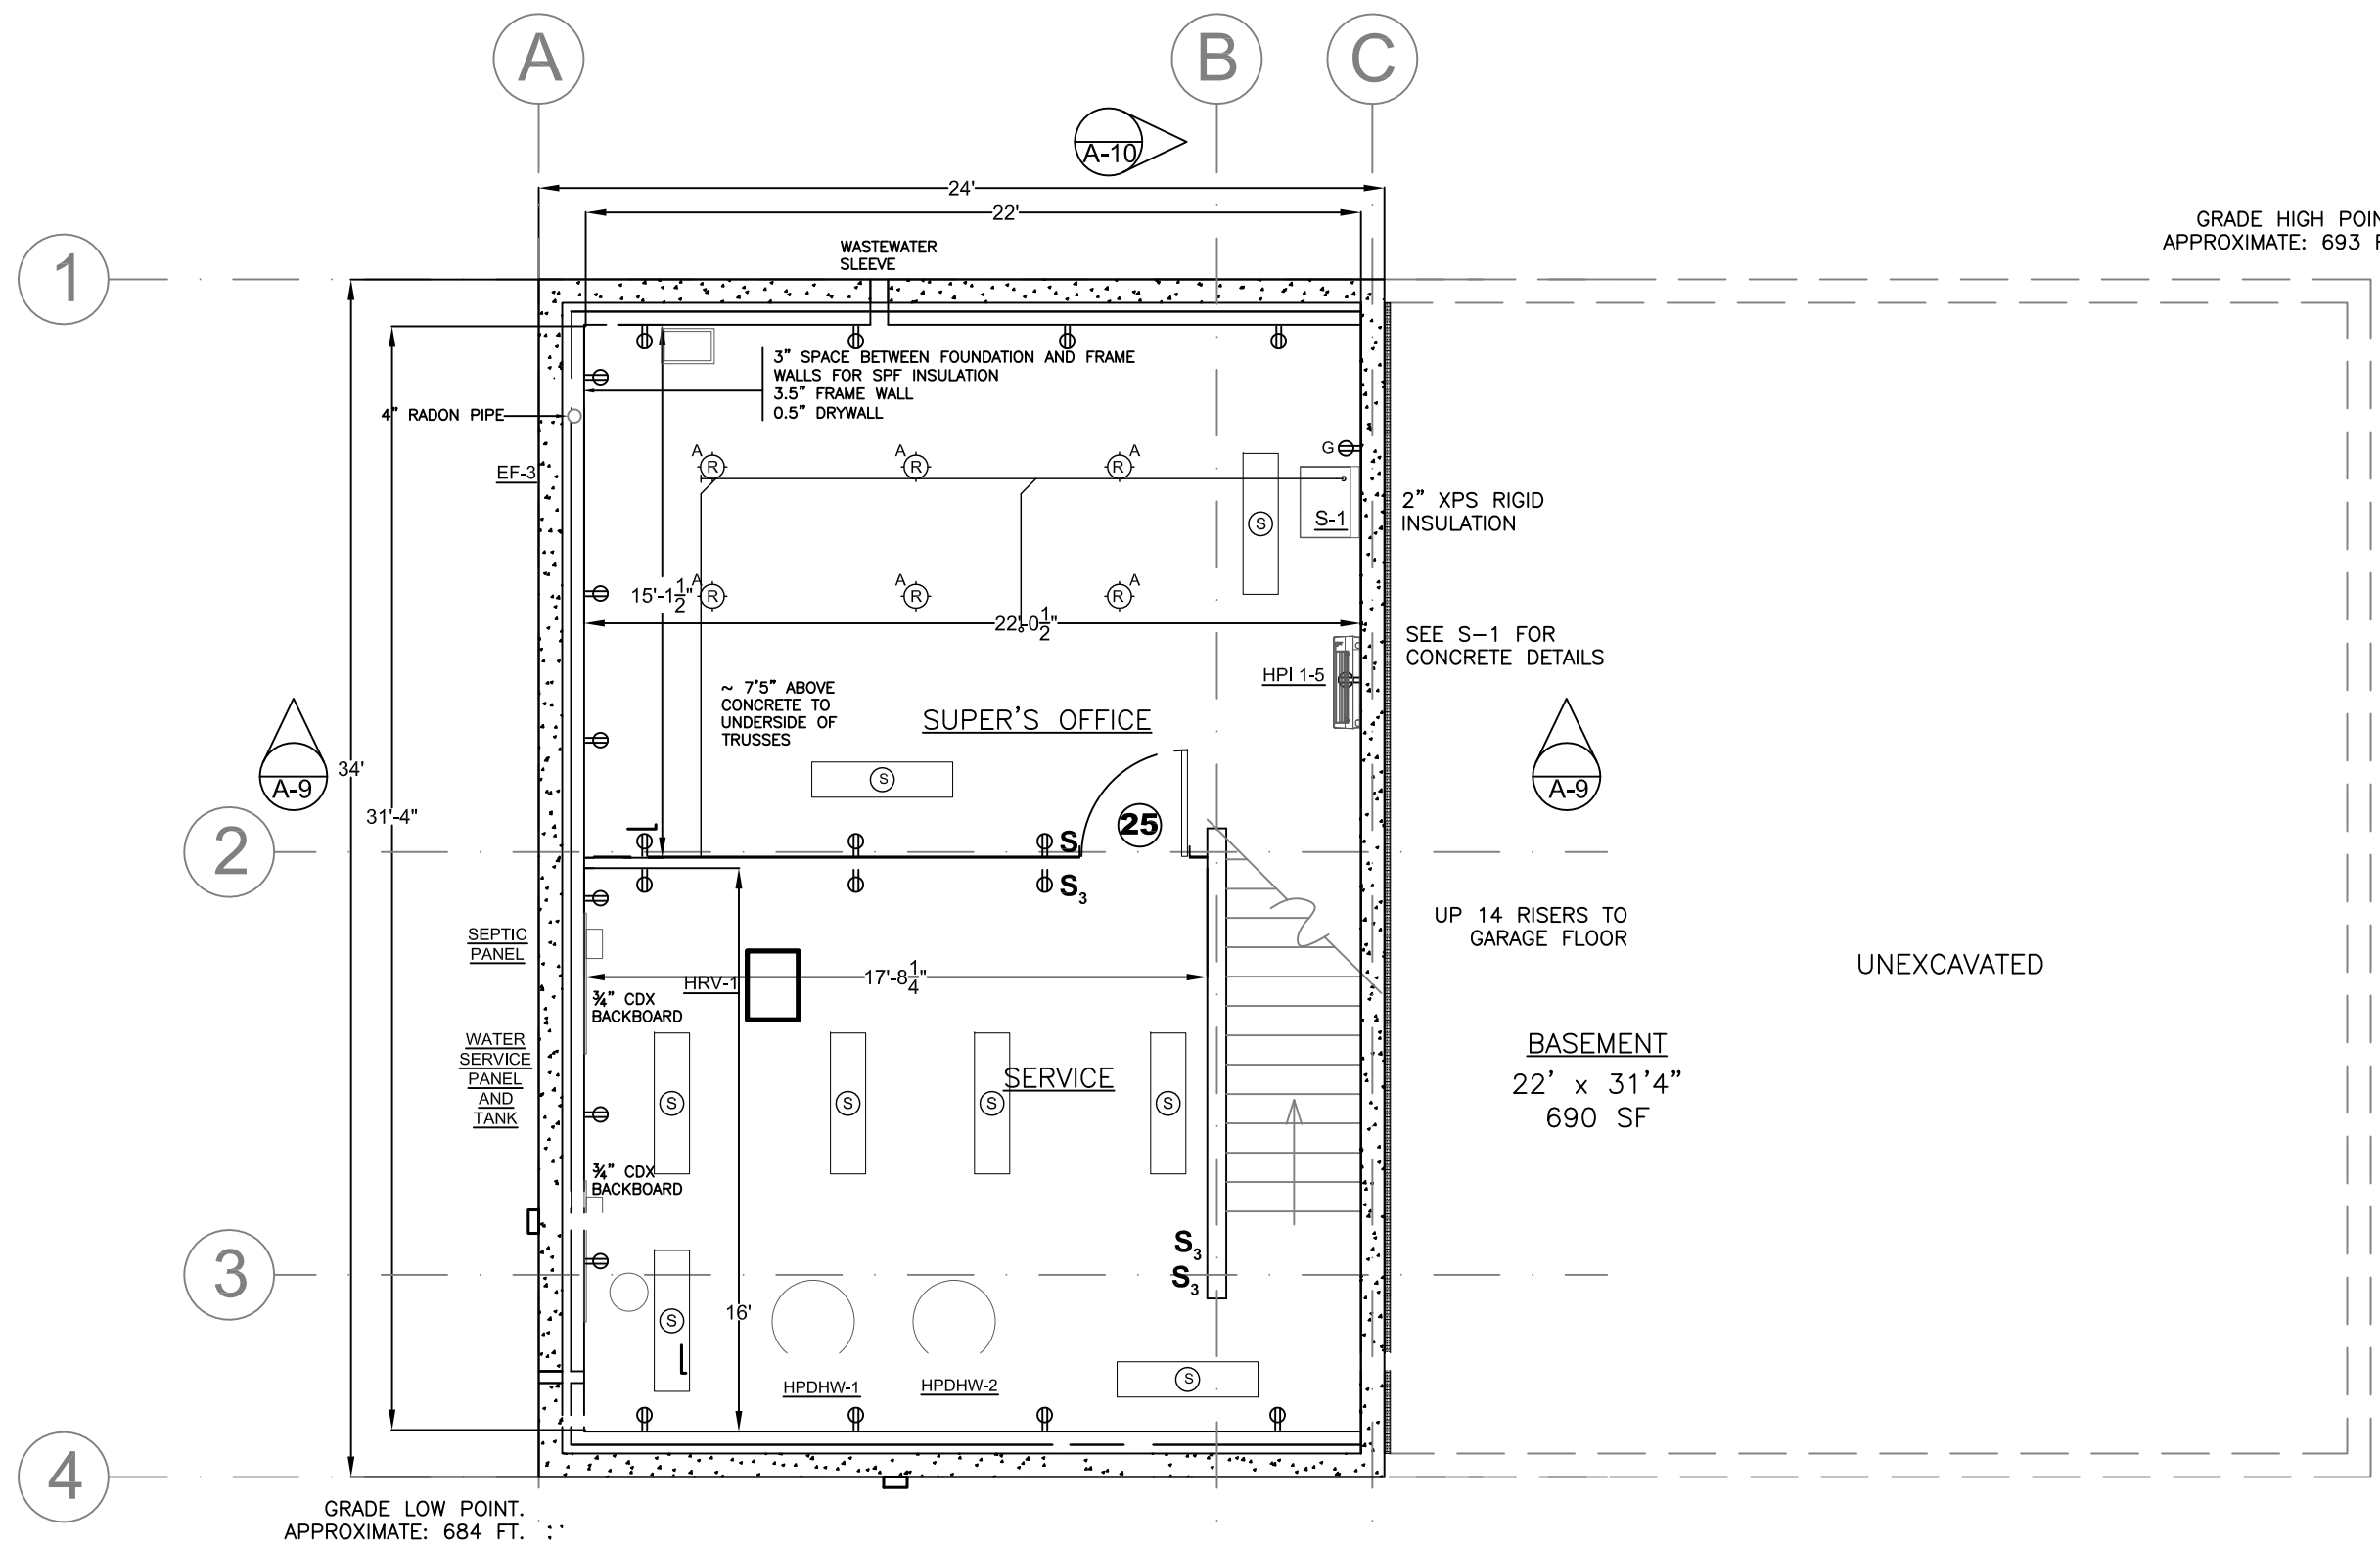 A
B
C
A-10
24'
22'
GRADE HIGH POIN
APPROXIMATE: 693 F
1
WASTEWATER
SLEEVE
3" SPACE BETWEEN FOUNDATION AND FRAME
WALLS FOR SPF INSULATION
3.5" FRAME WALL
0.5" DRYWALL
4" RADON PIPE
EF-3
G
A
R
A
R
R
A
S
S-1
2" XPS RIGID
INSULATION
15'-1 1/2"
A
R
A
R
R
A
22'-0 1/2"
SEE S-1 FOR
CONCRETE DETAILS
HPI 1-5
~ 7'5" ABOVE
CONCRETE TO
UNDERSIDE OF
TRUSSES
SUPER'S OFFICE
A-9
34'
31'-4"
S
25
A-9
2
S
S3
UP 14 RISERS TO
GARAGE FLOOR
SEPTIC
PANEL
HRV-1
17'-8 1/4"
UNEXCAVATED
¾" CDX
BACKBOARD
WATER
SERVICE
PANEL
AND
TANK
SERVICE
S
S
S
S
BASEMENT
22' x 31'4"
690 SF
¾" CDX
BACKBOARD
S3
S3
3
16'
S
HPDHW-1
HPDHW-2
S
4
GRADE LOW POINT.
APPROXIMATE: 684 FT.